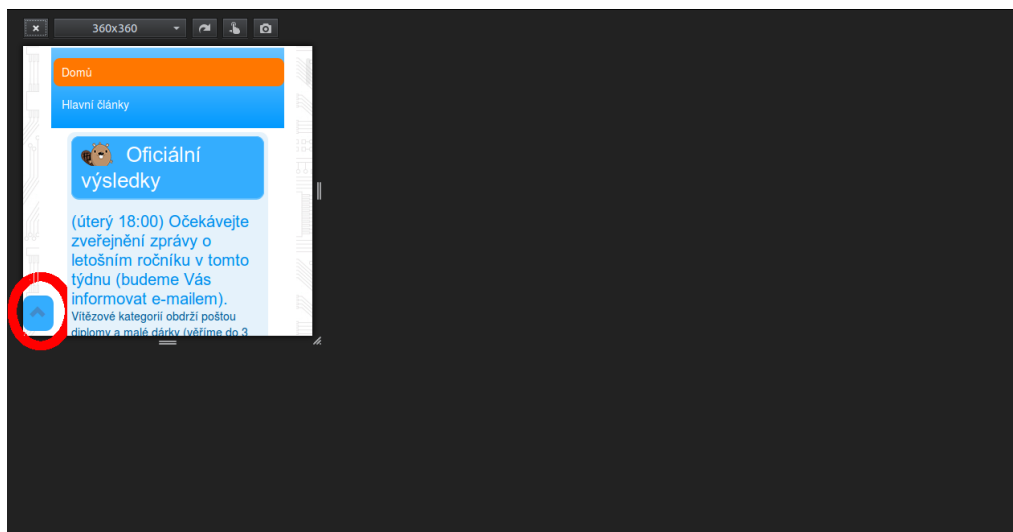 360x360
Domů
Hlavní články
Oficiální
výsledky
(úterý 18:00) Očekávejte
zveřejnění zprávy o
letošním ročníku v tomto
týdnu (budeme Vás
informovat e-mailem).
Vítězové kategorií obdrží poštou
diplomy a malé dárky (věříme do 3